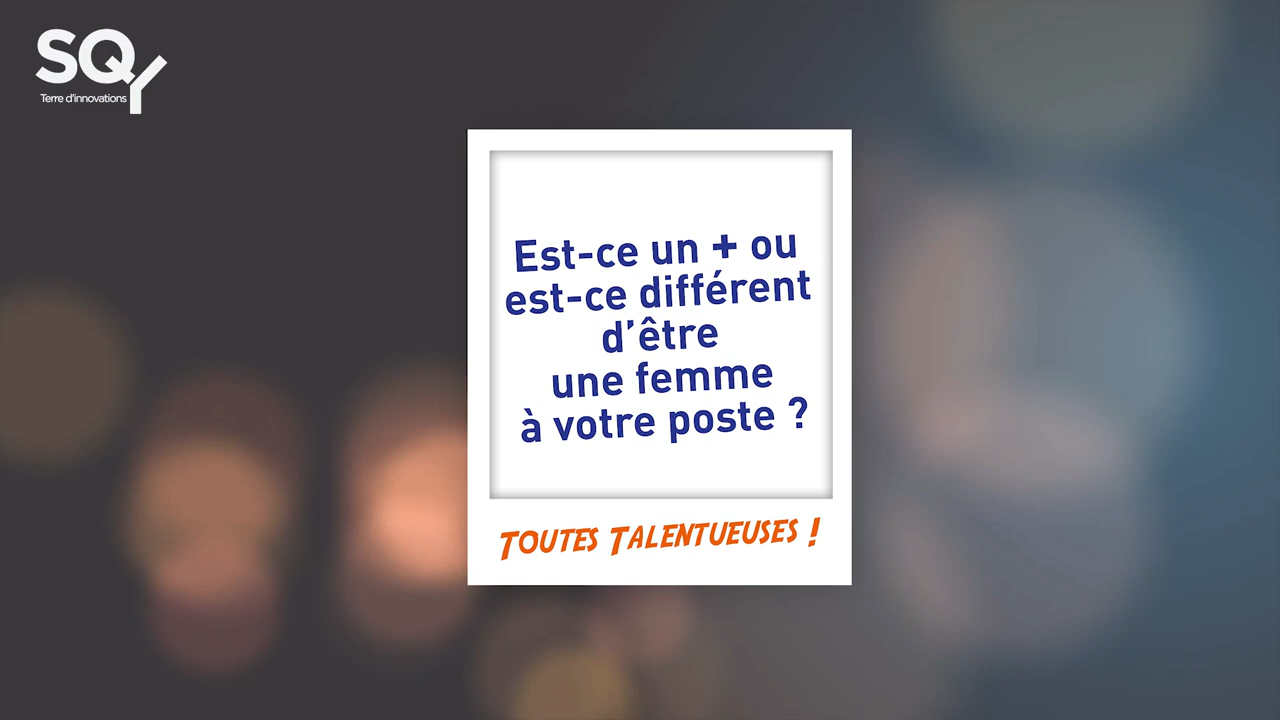 SQY
Terre d'innovations
Est-ce un + ou
est-ce différent
d'être
une femme
à votre poste ?
TOUTES TALENTUEUSES !